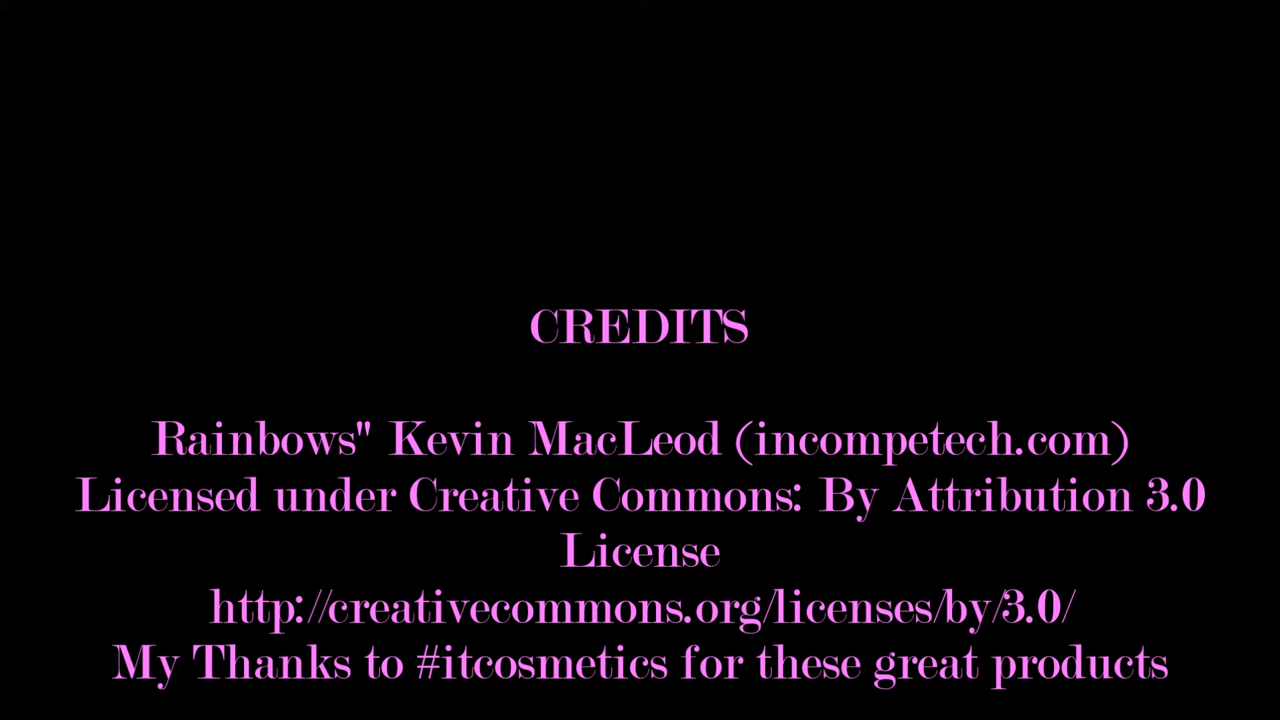 CREDITS
Rainbows" Kevin MacLeod (incompetech.com)
Licensed under Creative Commons: By Attribution 3.0
License
http://creativecommons.org/licenses/by/3.0/
My Thanks to #itcosmetics for these great products